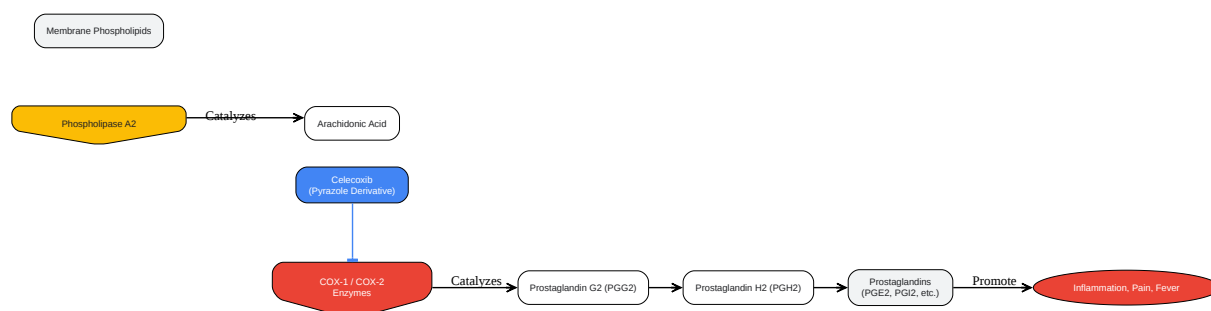 Membrane Phospholipids
Phospholipase A2
Catalyzes
Arachidonic Acid
Celecoxib
(Pyrazole Derivative)
COX-1 / COX-2
Enzymes
Catalyzes
Prostaglandin G2 (PGG2)
Prostaglandin H2 (PGH2)
Prostaglandins
(PGE2, PGI2, etc.)
Promote
Inflammation, Pain, Fever